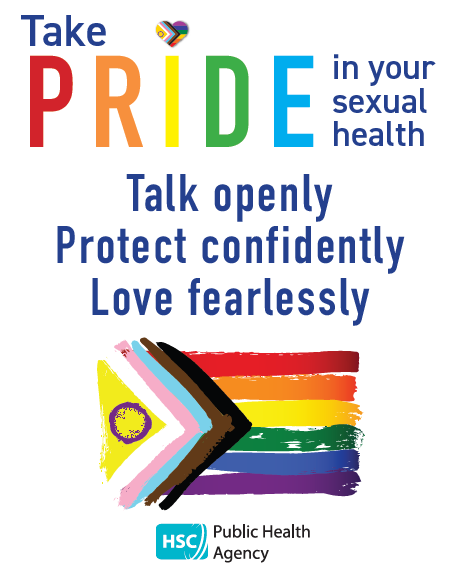 Take
PRIDE
in your
sexual
health
Talk openly
Protect confidently
Love fearlessly
HSC
Public Health
Agency